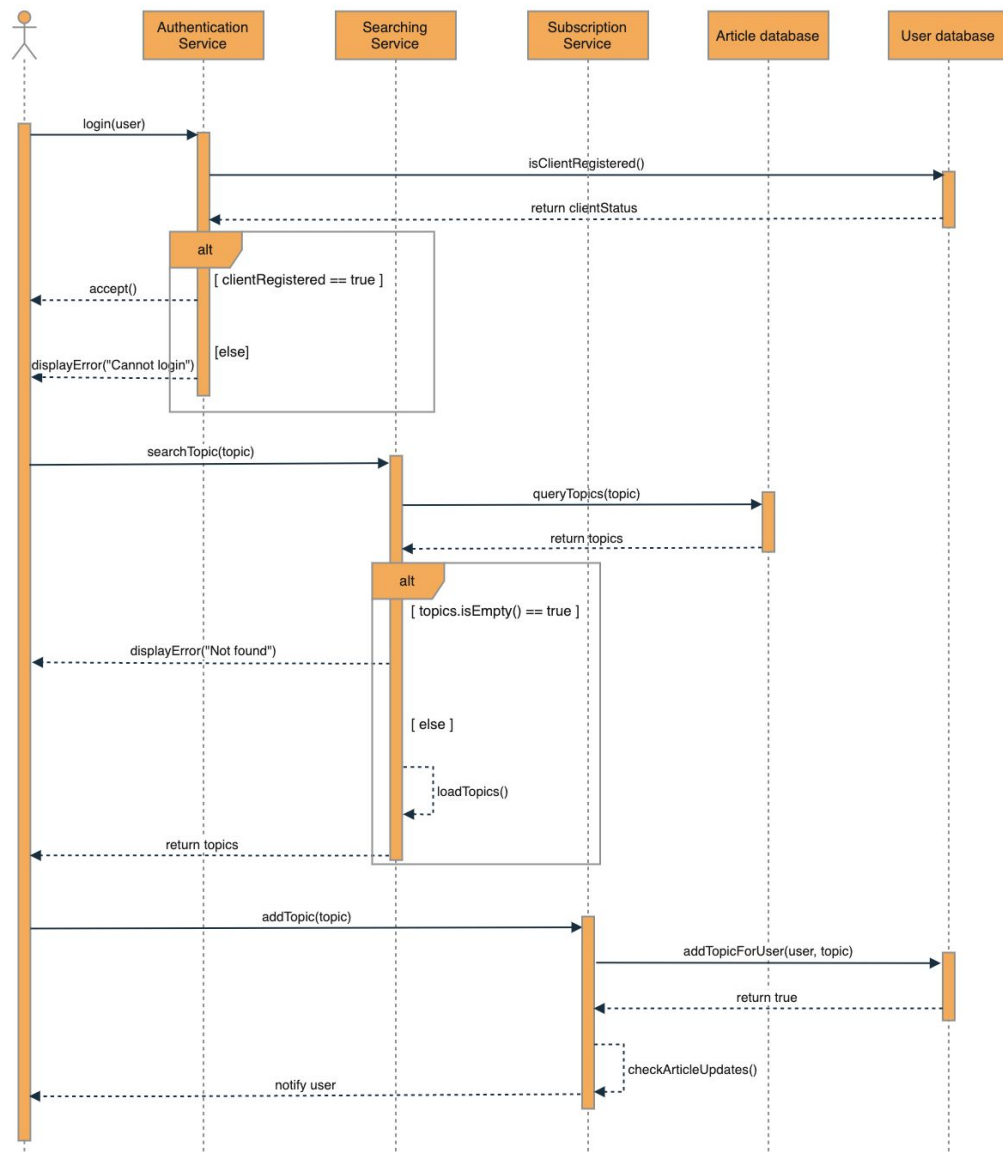 Authentication
Service
Searching
Service
Subscription
Service
Article database
User database
login(user)
isClientRegistered()
return clientStatus
alt
[ clientRegistered == true ]
accept()
[else]
displayError("Cannot login")
searchTopic(topic)
queryTopics(topic)
return topics
alt
[ topics.isEmpty() == true ]
displayError("Not found")
[ else ]
loadTopics()
return topics
addTopic(topic)
addTopicForUser(user, topic)
return true
checkArticleUpdates()
notify user